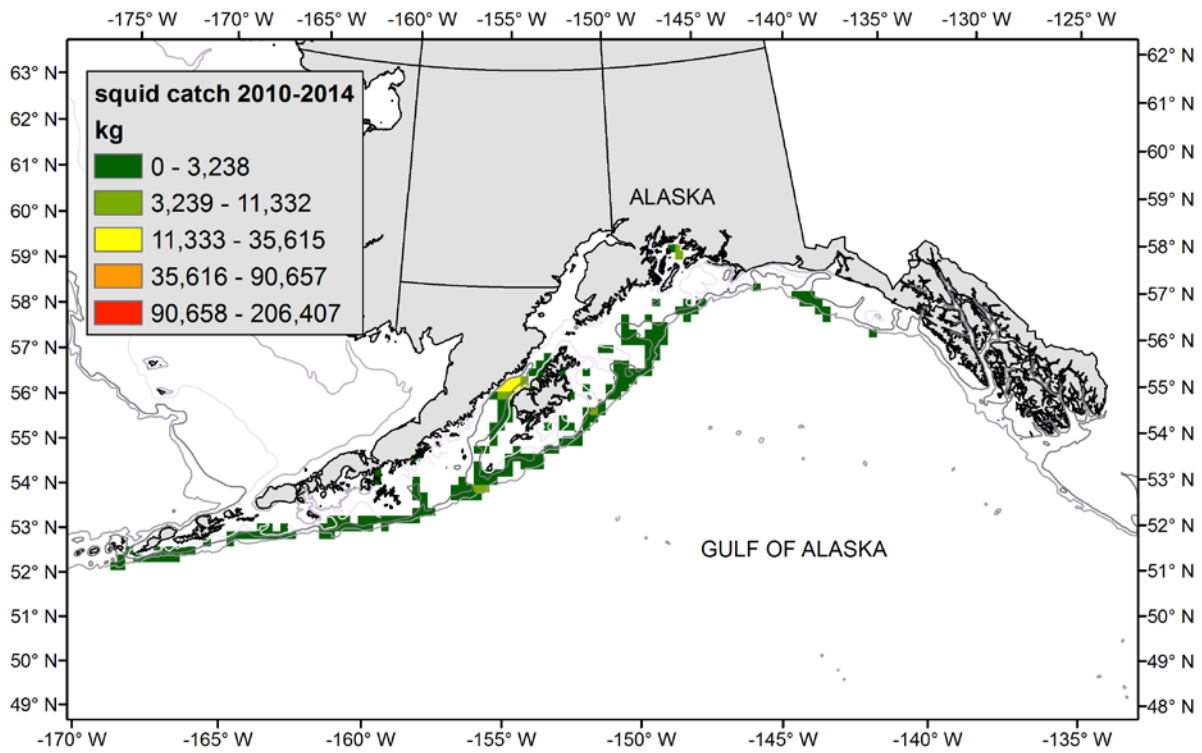 -175° W -170° W -165° W -160° W -155° W -150° W -145° W -140° W -135° W -130° W -125° W
63° N
62° N
61° N
60° N
59° N
58° N
57° N
56° N
55° N
54° N
53° N
52° N
51° N
50° N
49° N
squid catch 2010-2014
kg
0 - 3,238
3,239 - 11,332
11,333 - 35,615
35,616 - 90,657
90,658 - 206,407
ALASKA
GULF OF ALASKA
62° N
61° N
60° N
59° N
58° N
57° N
56° N
55° N
54° N
53° N
52° N
51° N
50° N
49° N
48° N
-170° W -165° W -160° W -155° W -150° W -145° W -140° W -135° W